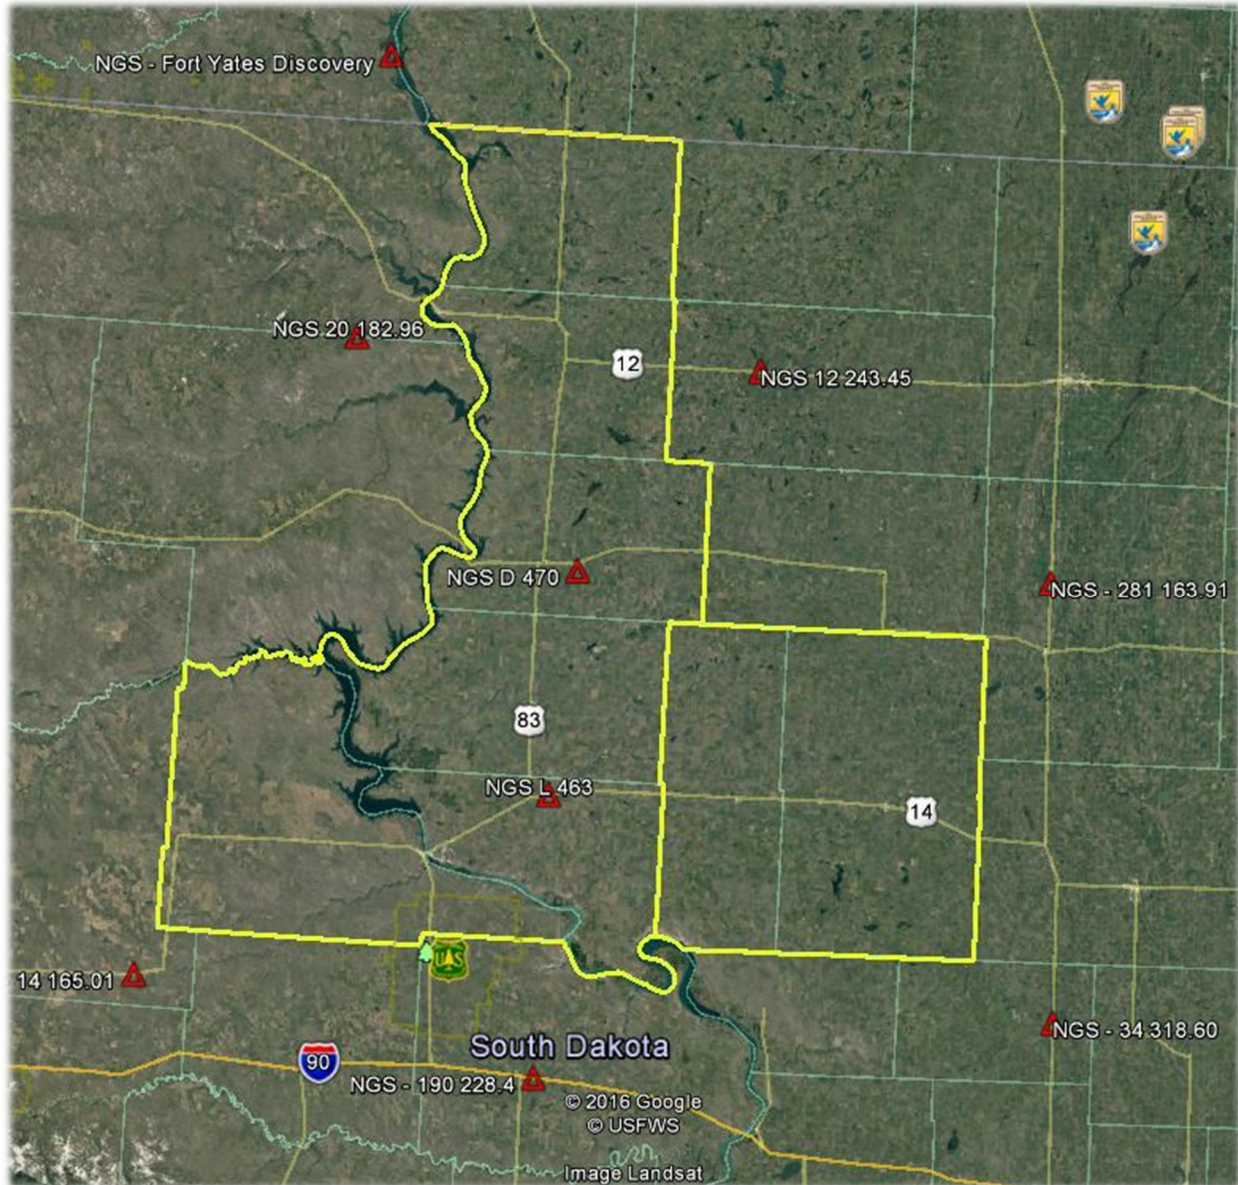 NGS - Fort Yates Discovery
NGS 20 182.96
12
NGS 12 243.45
NGS D 470
NGS - 281 163.91
83
NGS L 463
14
14 165.01
US
South Dakota
NGS - 34 318.60
90
NGS - 190 228.4
© 2016 Google
© USFWS
Image Landsat